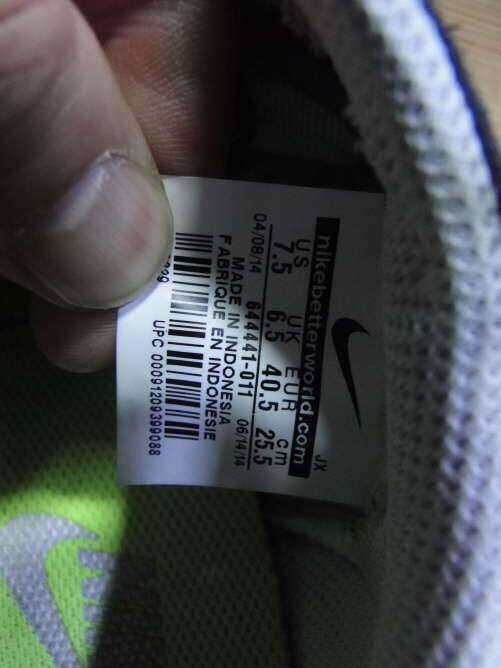 JX
nikebetterworld.com
US UK EUR cm
7.5 6.5 40.5 25.5
04/08/14 644441-011 06/14/14
MADE IN INDONESIA
FABRIQUE EN INDONESIE
UPC 00091209399088